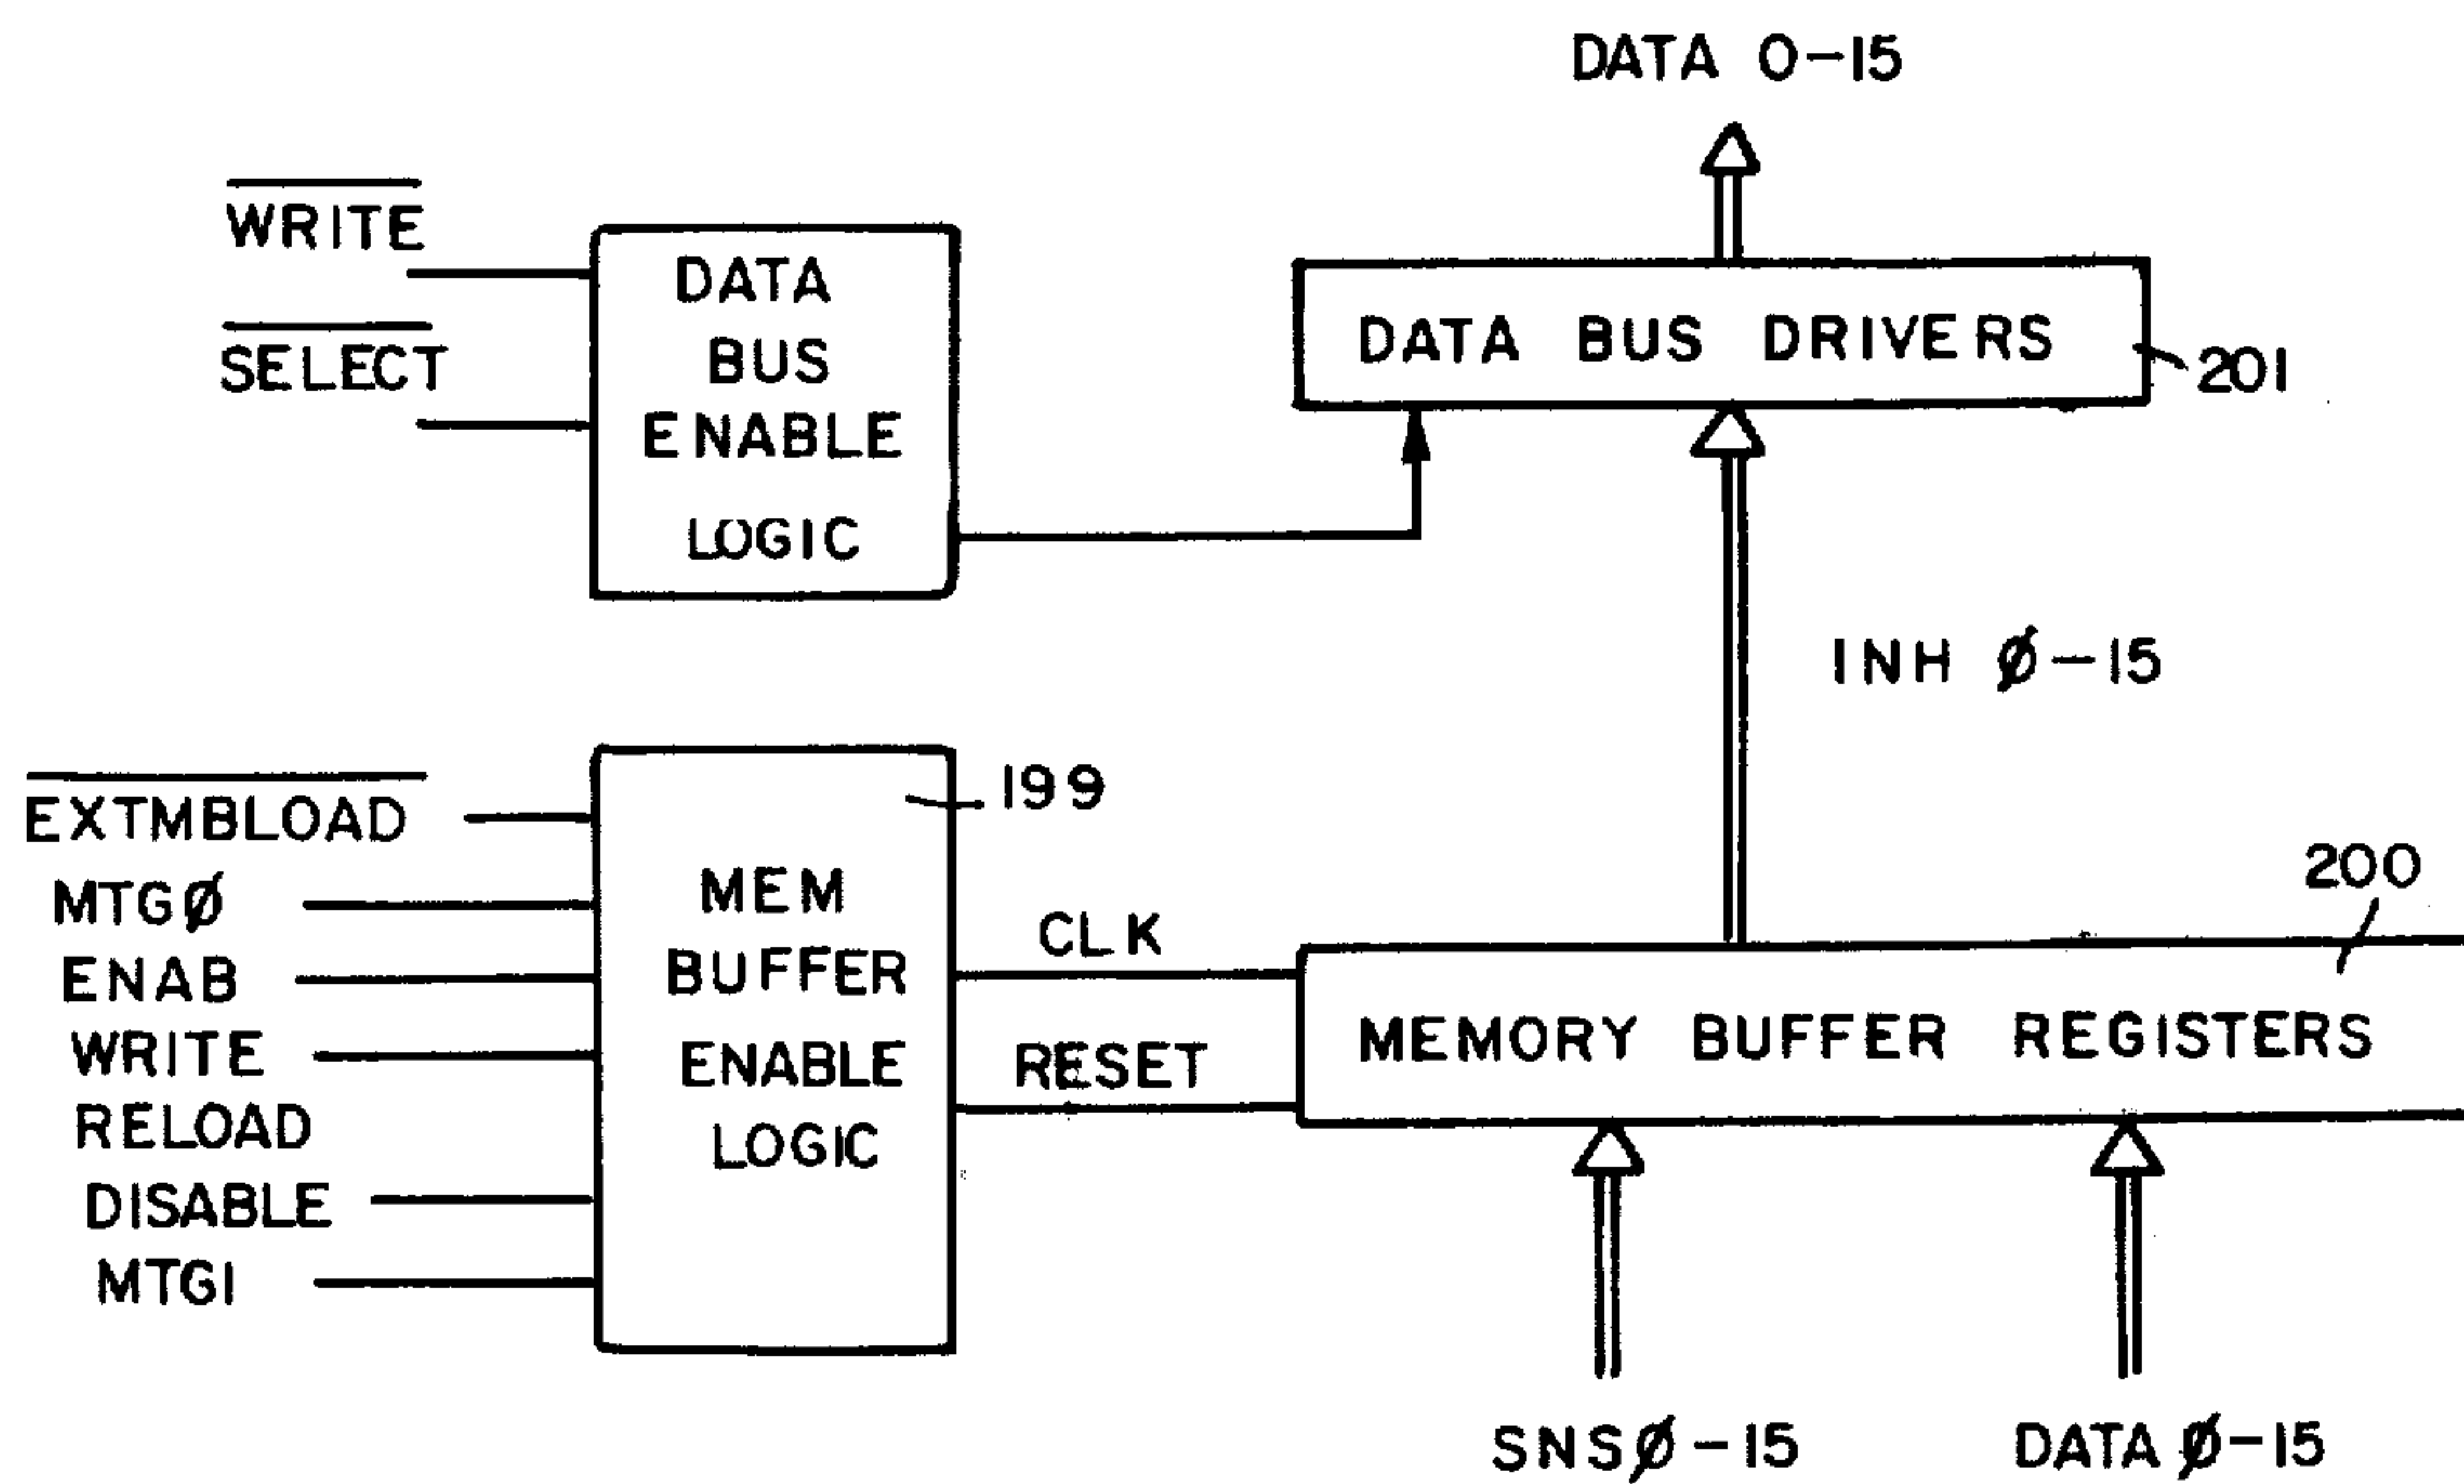 DATA 0-15
WRITE
SELECT
DATA
BUS
ENABLE
LOGIC
DATA BUS DRIVERS
201
INH Ø-15
EXTMBLOAD
MTGØ
ENAB
WRITE
RELOAD
DISABLE
MTG1
199
MEM
BUFFER
ENABLE
LOGIC
CLK
RESET
200
MEMORY BUFFER REGISTERS
SNSØ-15
DATA Ø-15